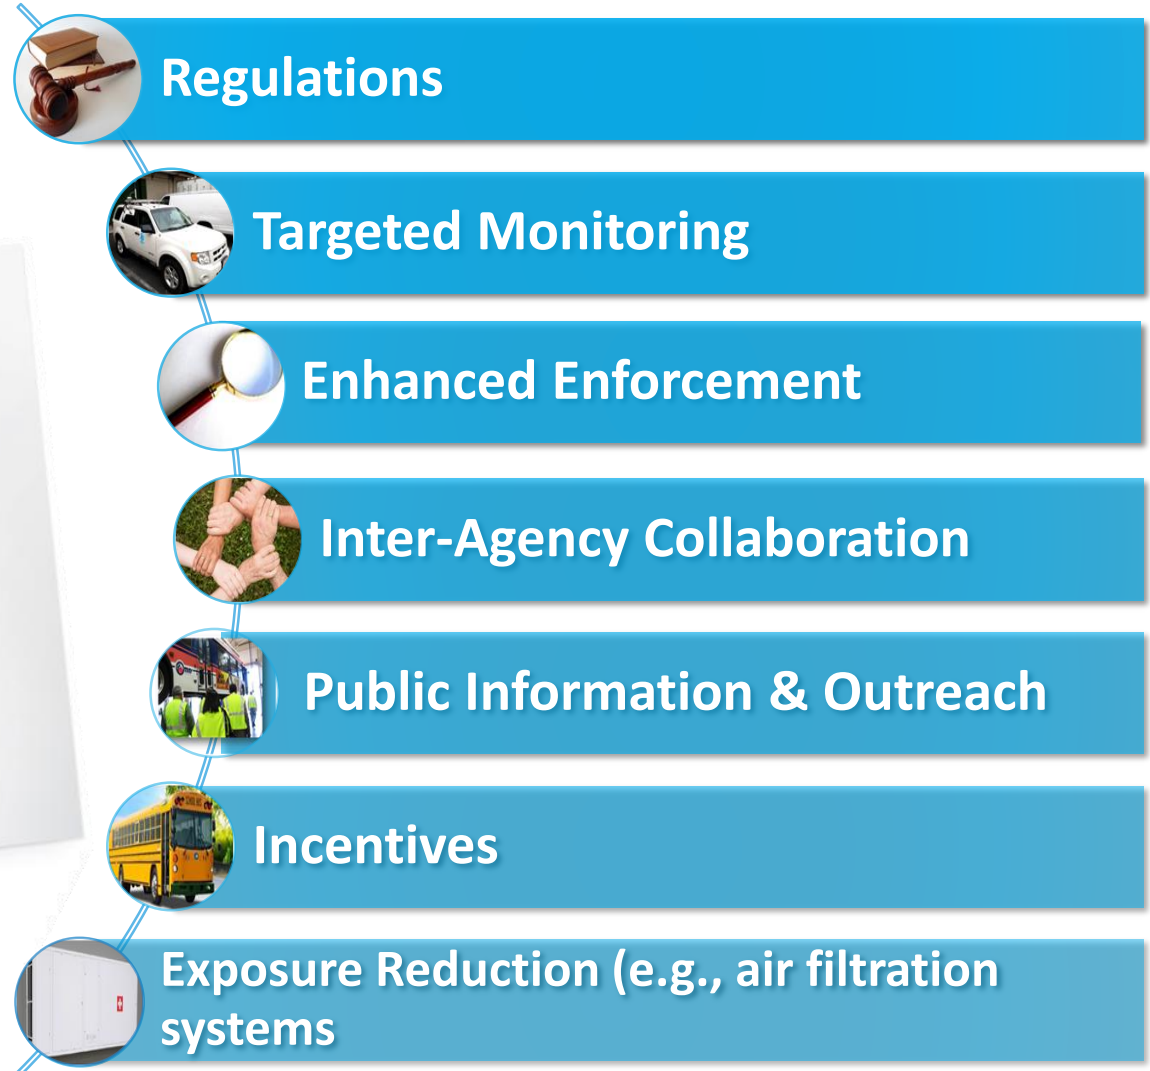 Regulations
Targeted Monitoring
Enhanced Enforcement
Inter-Agency Collaboration
Public Information & Outreach
Incentives
Exposure Reduction (e.g., air filtration
systems